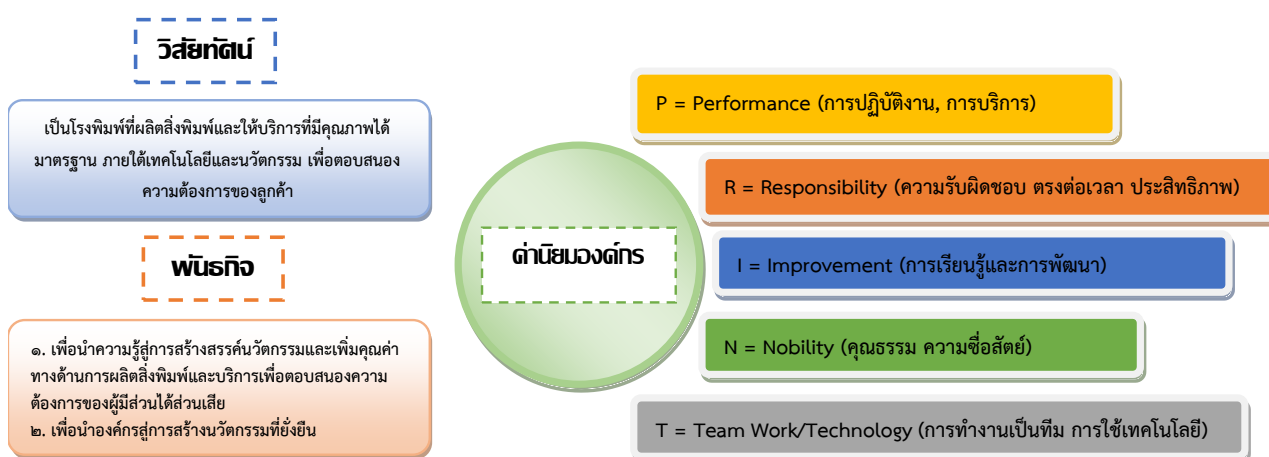 วิสัยทัศน์
เป็นโรงพิมพ์ที่ผลิตสิ่งพิมพ์และให้บริการที่มีคุณภาพได้
มาตรฐาน ภายใต้เทคโนโลยีและนวัตกรรม เพื่อตอบสนอง
ความต้องการของลูกค้า
พันธกิจ
๑. เพื่อนำความรู้สู่การสร้างสรรค์นวัตกรรมและเพิ่มคุณค่า
ทางด้านการผลิตสิ่งพิมพ์และบริการเพื่อตอบสนองความ
ต้องการของผู้มีส่วนได้ส่วนเสีย
๒. เพื่อนำองค์กรสู่การสร้างนวัตกรรมที่ยั่งยืน
ค่านิยมองค์กร
P = Performance (การปฏิบัติงาน, การบริการ)
R = Responsibility (ความรับผิดชอบ ตรงต่อเวลา ประสิทธิภาพ)
I = Improvement (การเรียนรู้และการพัฒนา)
N = Nobility (คุณธรรม ความซื่อสัตย์)
T = Team Work/Technology (การทำงานเป็นทีม การใช้เทคโนโลยี)